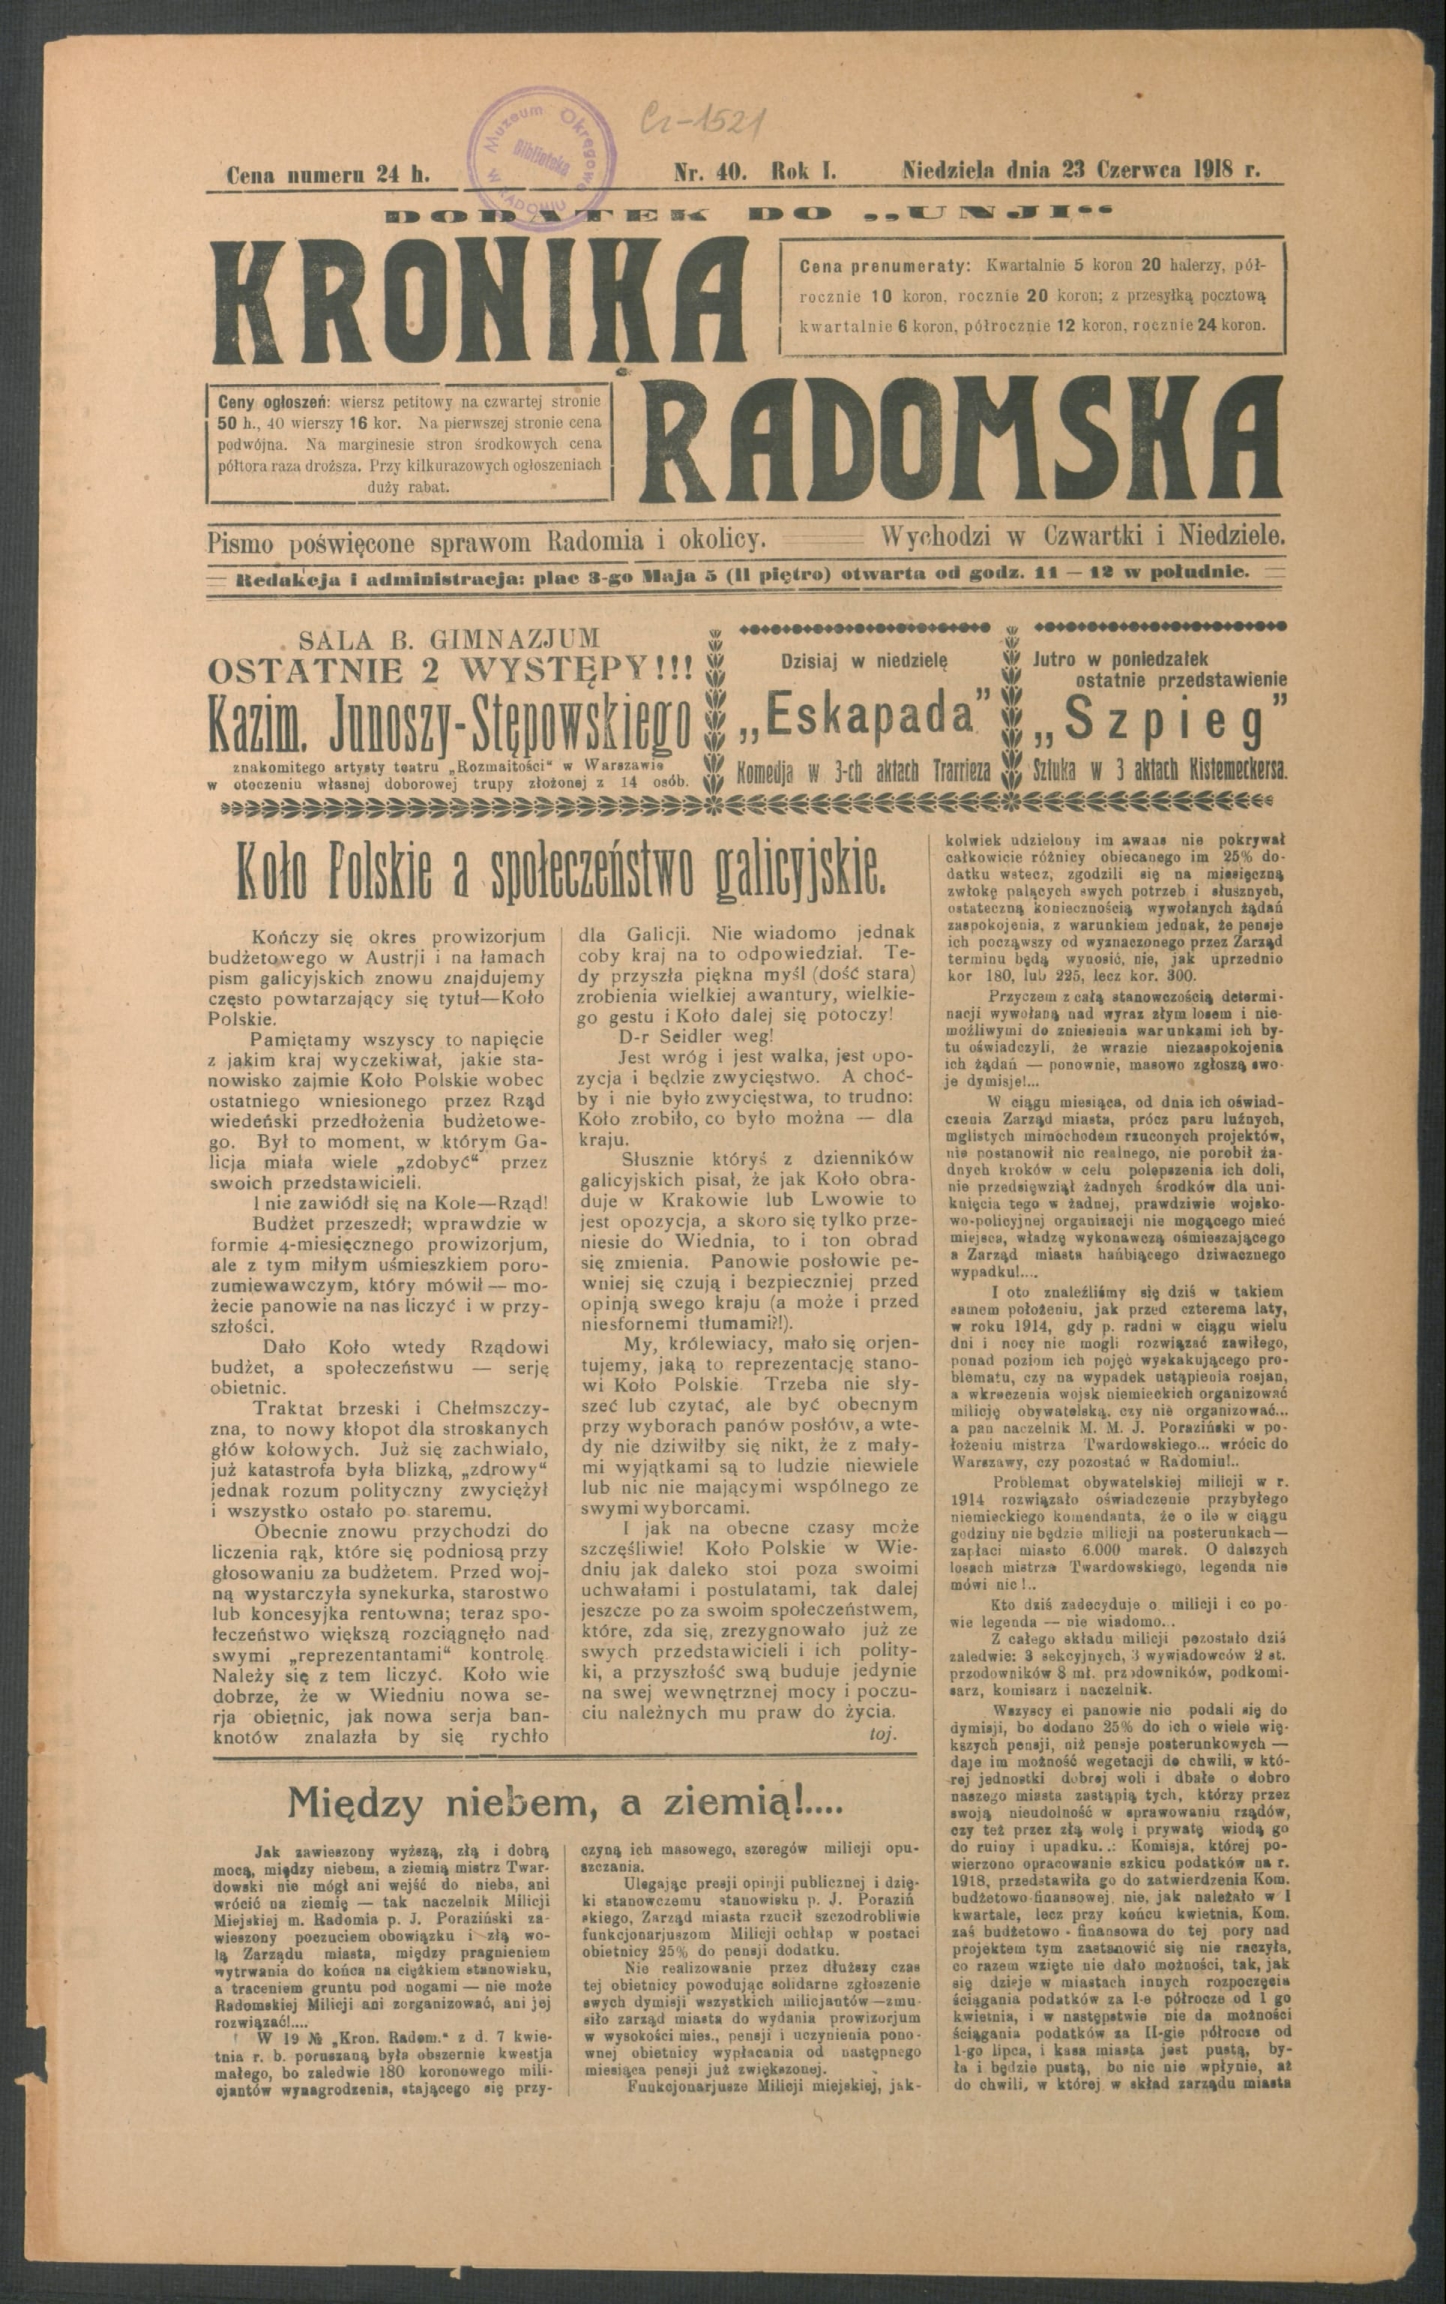 Cz-1521
Muzeum Okręgowe
Biblioteka
w RADOMIU
Cena numeru 24 h.
Nr. 40. Rok I.
Niedziela dnia 23 Czerwca 1918 r.
DODATEK DO „UNJI“
KRONIKA
RADOMSKA
Cena prenumeraty: Kwartalnie 5 koron 20 halerzy, pół-
rocznie 10 koron, rocznie 20 koron; z przesyłką pocztową
kwartalnie 6 koron, półrocznie 12 koron, rocznie 24 koron.
Ceny ogłoszeń: wiersz petitowy na czwartej stronie
50 h., 40 wierszy 16 kor. Na pierwszej stronie cena
podwójna. Na marginesie stron środkowych cena
półtora raza droższa. Przy kilkurazowych ogłoszeniach
duży rabat.
Pismo poświęcone sprawom Radomia i okolicy.
Wychodzi w Czwartki i Niedziele.
Redakcja i administracja: plac 3-go Maja 5 (II piętro) otwarta od godz. 11 — 12 w południe.
SALA B. GIMNAZJUM
OSTATNIE 2 WYSTĘPY!!!
Kazim. Junoszy-Stępowskiego
znakomitego artysty teatru „Rozmaitości“ w Warszawie
w otoczeniu własnej doborowej trupy złożonej z 14 osób.
Dzisiaj w niedzielę
„Eskapada”
Komedja w 3-ch aktach Trarrieza
Jutro w poniedzałek
ostatnie przedstawienie
„Szpieg”
Sztuka w 3 aktach Kistemeckersa.
Koło Polskie a społeczeństwo galicyjskie.
Kończy się okres prowizorjum
budżetowego w Austrji i na łamach
pism galicyjskich znowu znajdujemy
często powtarzający się tytuł—Koło
Polskie.
Pamiętamy wszyscy to napięcie
z jakim kraj wyczekiwał, jakie sta-
nowisko zajmie Koło Polskie wobec
ostatniego wniesionego przez Rząd
wiedeński przedłożenia budżetowe-
go. Był to moment, w którym Ga-
licja miała wiele „zdobyć“ przez
swoich przedstawicieli.
I nie zawiódł się na Kole—Rząd!
Budżet przeszedł; wprawdzie w
formie 4-miesięcznego prowizorjum,
ale z tym miłym uśmieszkiem poro-
zumiewawczym, który mówił — mo-
żecie panowie na nas liczyć i w przy-
szłości.
Dało Koło wtedy Rządowi
budżet, a społeczeństwu — serję
obietnic.
Traktat brzeski i Chełmszczy-
zna, to nowy kłopot dla stroskanych
głów kołowych. Już się zachwiało,
już katastrofa była blizką, „zdrowy“
jednak rozum polityczny zwyciężył
i wszystko ostało po staremu.
Obecnie znowu przychodzi do
liczenia rąk, które się podniosą przy
głosowaniu za budżetem. Przed woj-
ną wystarczyła synekurka, starostwo
lub koncesyjka rentowna; teraz spo-
łeczeństwo większą rozciągnęło nad
swymi „reprezentantami“ kontrolę.
Należy się z tem liczyć. Koło wie
dobrze, że w Wiedniu nowa se-
rja obietnic, jak nowa serja ban-
knotów znalazła by się rychło
dla Galicji. Nie wiadomo jednak
coby kraj na to odpowiedział. Te-
dy przyszła piękna myśl (dość stara)
zrobienia wielkiej awantury, wielkie-
go gestu i Koło dalej się potoczy!
D-r Seidler weg!
Jest wróg i jest walka, jest opo-
zycja i będzie zwycięstwo. A choć-
by i nie było zwycięstwa, to trudno:
Koło zrobiło, co było można — dla
kraju.
Słusznie któryś z dzienników
galicyjskich pisał, że jak Koło obra-
duje w Krakowie lub Lwowie to
jest opozycja, a skoro się tylko prze-
niesie do Wiednia, to i ton obrad
się zmienia. Panowie posłowie pe-
wniej się czują i bezpieczniej przed
opinją swego kraju (a może i przed
niesfornemi tłumami?!).
My, królewiacy, mało się orjen-
tujemy, jaką to reprezentację stano-
wi Koło Polskie. Trzeba nie sły-
szeć lub czytać, ale być obecnym
przy wyborach panów posłów, a wte-
dy nie dziwiłby się nikt, że z mały-
mi wyjątkami są to ludzie niewiele
lub nic nie mającymi wspólnego ze
swymi wyborcami.
I jak na obecne czasy może
szczęśliwie! Koło Polskie w Wie-
dniu jak daleko stoi poza swoimi
uchwałami i postulatami, tak dalej
jeszcze po za swoim społeczeństwem,
które, zda się, zrezygnowało już ze
swych przedstawicieli i ich polity-
ki, a przyszłość swą buduje jedynie
na swej wewnętrznej mocy i poczu-
ciu należnych mu praw do życia.
toj.
Między niebem, a ziemią!....
Jak zawieszony wyższą, złą i dobrą
mocą, między niebem, a ziemią mistrz Twar-
dowski nie mógł ani wejść do nieba, ani
wrócić na ziemię — tak naczelnik Milicji
Miejskiej m. Radomia p. J. Poraziński za-
wieszony poczuciem obowiązku i złą wo-
lą Zarządu miasta, między pragnieniem
wytrwania do końca na ciężkiem stanowisku,
a traceniem gruntu pod nogami — nie może
Radomskiej Milicji ani zorganizować, ani jej
rozwiązać!....
W 19 № „Kron. Radom.“ z d. 7 kwie-
tnia r. b. poruszaną była obszernie kwestja
małego, bo zaledwie 180 koronowego mili-
cjantów wynagrodzenia, stającego się przy-
czyną ich masowego, szeregów milicji opu-
szczania.
Ulegając presji opinji publicznej i dzię-
ki stanowczemu stanowisku p. J. Poraziń
skiego, Zarząd miasta rzucił szczodrobliwie
funkcjonarjuszom Milicji ochłap w postaci
obietnicy 25% do pensji dodatku.
Nie realizowanie przez dłuższy czas
tej obietnicy powodując solidarne zgłoszenie
swych dymisji wszystkich milicjantów—zmu
siło zarząd miasta do wydania prowizorjum
w wysokości mies., pensji i uczynienia pono-
wnej obietnicy wypłacania od następnego
miesiąca pensji już zwiększonej.
Funkcjonarjusze Milicji miejskiej, jak-
kolwiek udzielony im awans nie pokrywał
całkowicie różnicy obiecanego im 25% do-
datku wstecz, zgodzili się na miesięczną
zwłokę palących swych potrzeb i słusznych,
ostateczną koniecznością wywołanych żądań
zaspokojenia, z warunkiem jednak, że pensje
ich począwszy od wyznaczonego przez Zarząd
terminu będą wynosić, nie, jak uprzednio
kor 180, lub 225, lecz kor. 300.
Przyczem z całą stanowczością determi-
nacji wywołaną nad wyraz złym losem i nie-
możliwymi do zniesienia warunkami ich by-
tu oświadczyli, że wrazie niezaspokojenia
ich żądań — ponownie, masowo zgłoszą swo-
je dymisje!...
W ciągu miesiąca, od dnia ich oświad-
czenia Zarząd miasta, prócz paru luźnych,
mglistych mimochodem rzuconych projektów,
nie postanowił nic realnego, nie porobił ża-
dnych kroków w celu polepszenia ich doli,
nie przedsięwziął żadnych środków dla uni-
knięcia tego w żadnej, prawdziwie wojsko-
wo-policyjnej organizacji nie mogącego mieć
miejsca, władzę wykonawczą ośmieszającego
a Zarząd miasta hańbiącego dziwacznego
wypadku!....
I oto znaleźliśmy się dziś w takiem
samem położeniu, jak przed czterema laty,
w roku 1914, gdy p. radni w ciągu wielu
dni i nocy nie mogli rozwiązać zawiłego,
ponad poziom ich pojęć wyskakującego pro-
blematu, czy na wypadek ustąpienia rosjan,
a wkroczenia wojsk niemieckich organizować
milicję obywatelską, czy nie organizować...
a pan naczelnik M. M. J. Poraziński w po-
łożeniu mistrza Twardowskiego... wrócić do
Warszawy, czy pozostać w Radomiu!..
Problemat obywatelskiej milicji w r.
1914 rozwiązało oświadczenie przybyłego
niemieckiego komendanta, że o ile w ciągu
godziny nie będzie milicji na posterunkach—
zapłaci miasto 6.000 marek. O dalszych
losach mistrza Twardowskiego, legenda nie
mówi nic!..
Kto dziś zadecyduje o milicji i co po-
wie legenda — nie wiadomo...
Z całego składu milicji pozostało dziś
zaledwie: 3 sekcyjnych, 3 wywiadowców 2 st.
przodowników 8 mł. przodowników, podkomi-
sarz, komisarz i naczelnik.
Wszyscy ci panowie nie podali się do
dymisji, bo dodano 25% do ich o wiele wię-
kszych pensji, niż pensje posterunkowych —
daje im możność wegetacji do chwili, w któ-
rej jednostki dobrej woli i dbałe o dobro
naszego miasta zastąpią tych, którzy przez
swoją nieudolność w sprawowaniu rządów,
czy też przez złą wolę i prywatę wiodą go
do ruiny i upadku..: Komisja, której po-
wierzono opracowanie szkicu podatków na r.
1918, przedstawiła go do zatwierdzenia Kom.
budżetowo-finansowej nie, jak należało w I
kwartale, lecz przy końcu kwietnia, Kom.
zaś budżetowo - finansowa do tej pory nad
projektem tym zastanowić się nie raczyła,
co razem wzięte nie dało możności, tak, jak
się dzieje w miastach innych rozpoczęcia
ściągania podatków za I-e półrocze od 1 go
kwietnia, i w następstwie nie da możności
ściągania podatków za II-gie półrocze od
1-go lipca, i kasa miasta jest pustą, by-
ła i będzie pustą, bo nic nie wpłynie, aż
do chwili, w której w skład zarządu miasta